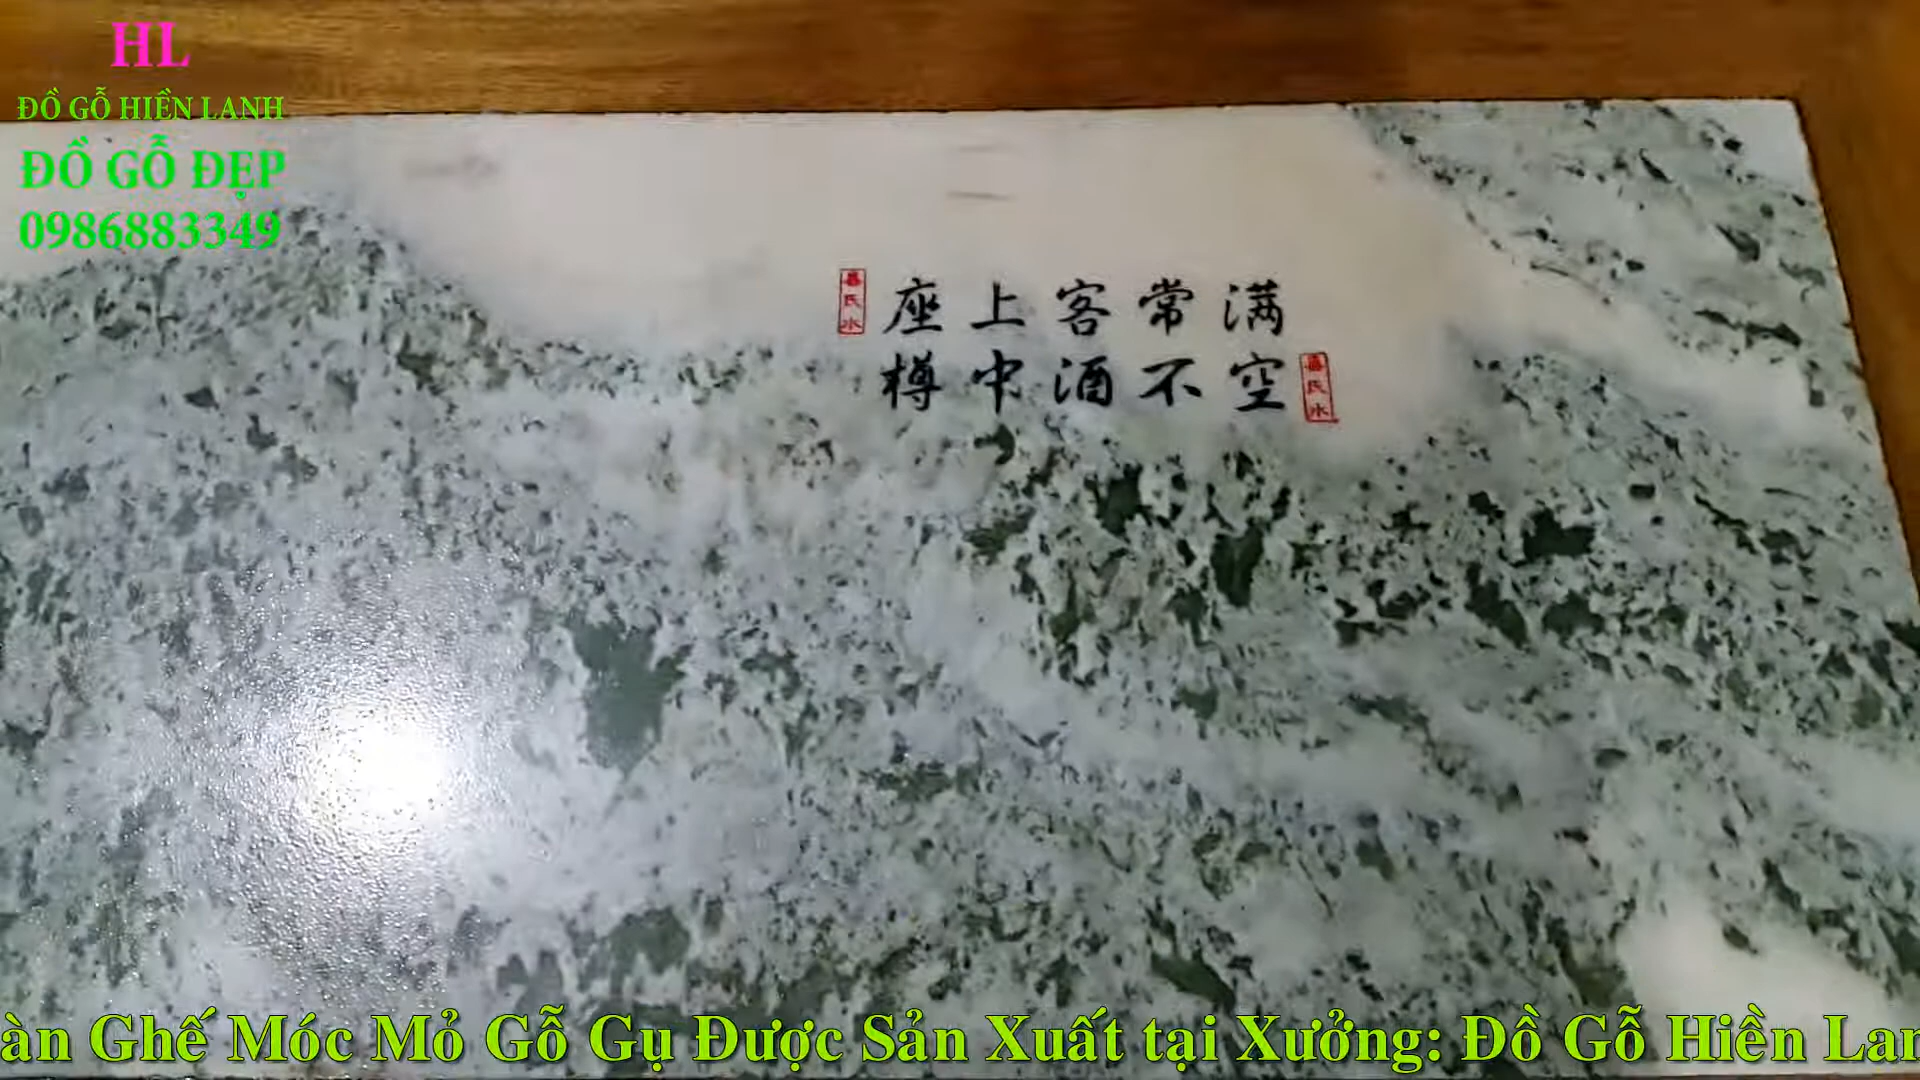 HL
ĐỒ GỖ HIỀN LANH
ĐỒ GỖ ĐẸP
0986883349
座上客常满
樽中酒不空
àn Ghế Móc Mỏ Gỗ Gụ Được Sản Xuất tại Xưởng: Đồ Gỗ Hiền Lan